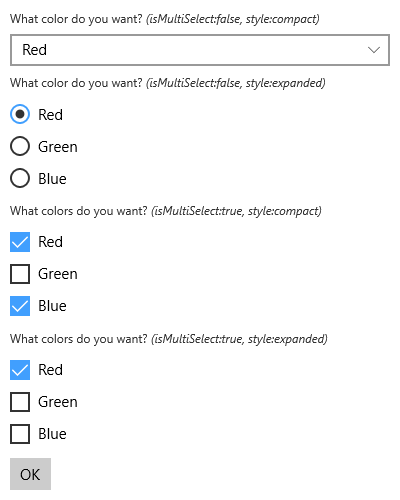 What color do you want? (isMultiSelect:false, style:compact)
Red
What color do you want? (isMultiSelect:false, style:expanded)
Red
Green
Blue
What colors do you want? (isMultiSelect:true, style:compact)
Red
Green
Blue
What colors do you want? (isMultiSelect:true, style:expanded)
Red
Green
Blue
OK